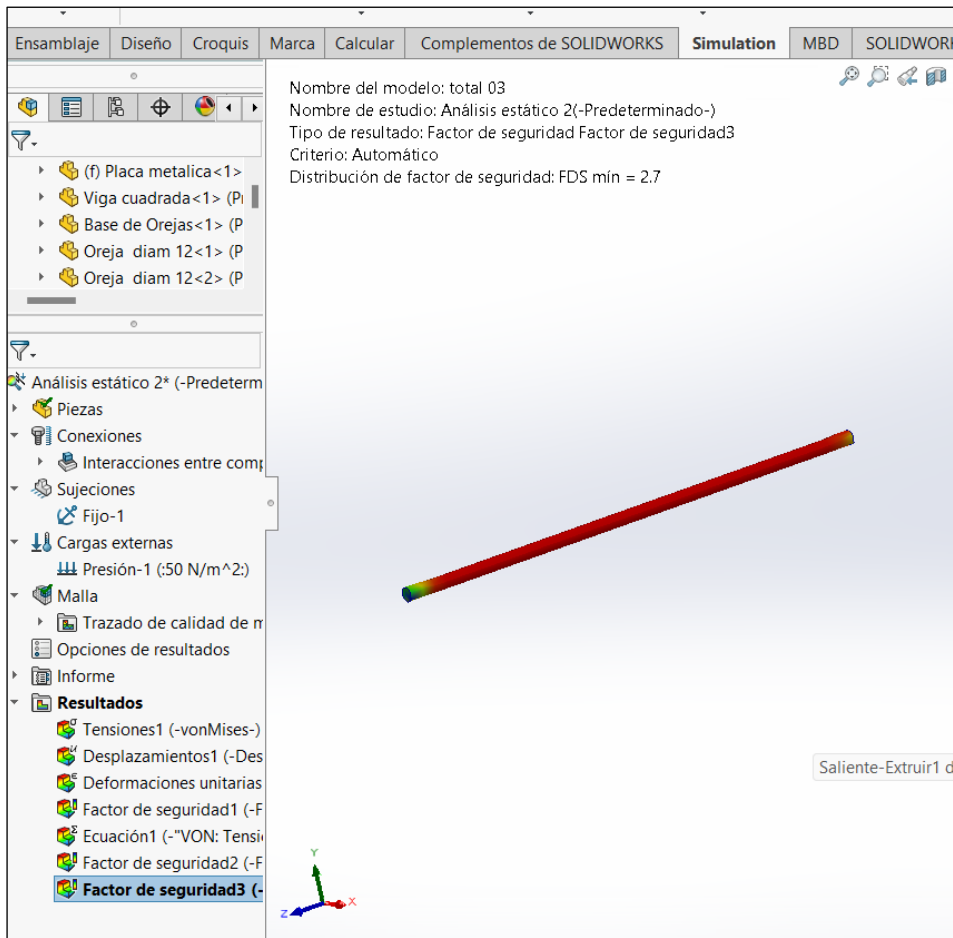 Ensamblaje Diseño Croquis Marca Calcular Complementos de SOLIDWORKS Simulation MBD SOLIDWOR
Nombre del modelo: total 03
Nombre de estudio: Análisis estático 2(-Predeterminado-)
Tipo de resultado: Factor de seguridad Factor de seguridad3
Criterio: Automático
Distribución de factor de seguridad: FDS mín = 2.7
(f) Placa metalica<1>
Viga cuadrada<1> (P
Base de Orejas<1> (P
Oreja diam 12<1> (P
Oreja diam 12<2> (P
Análisis estático 2* (-Predeterm
Piezas
Conexiones
Interacciones entre comp
Sujeciones
Fijo-1
Cargas externas
Presión-1 (:50 N/m^2:)
Malla
Trazado de calidad de m
Opciones de resultados
Informe
Resultados
Tensiones1 (-vonMises-)
Desplazamientos1 (-Des
Deformaciones unitarias
Factor de seguridad1 (-F
Ecuación1 (-"VON: Tensi
Factor de seguridad2 (-F
Factor de seguridad3 (-
Saliente-Extruir1 d
Y
X
Z